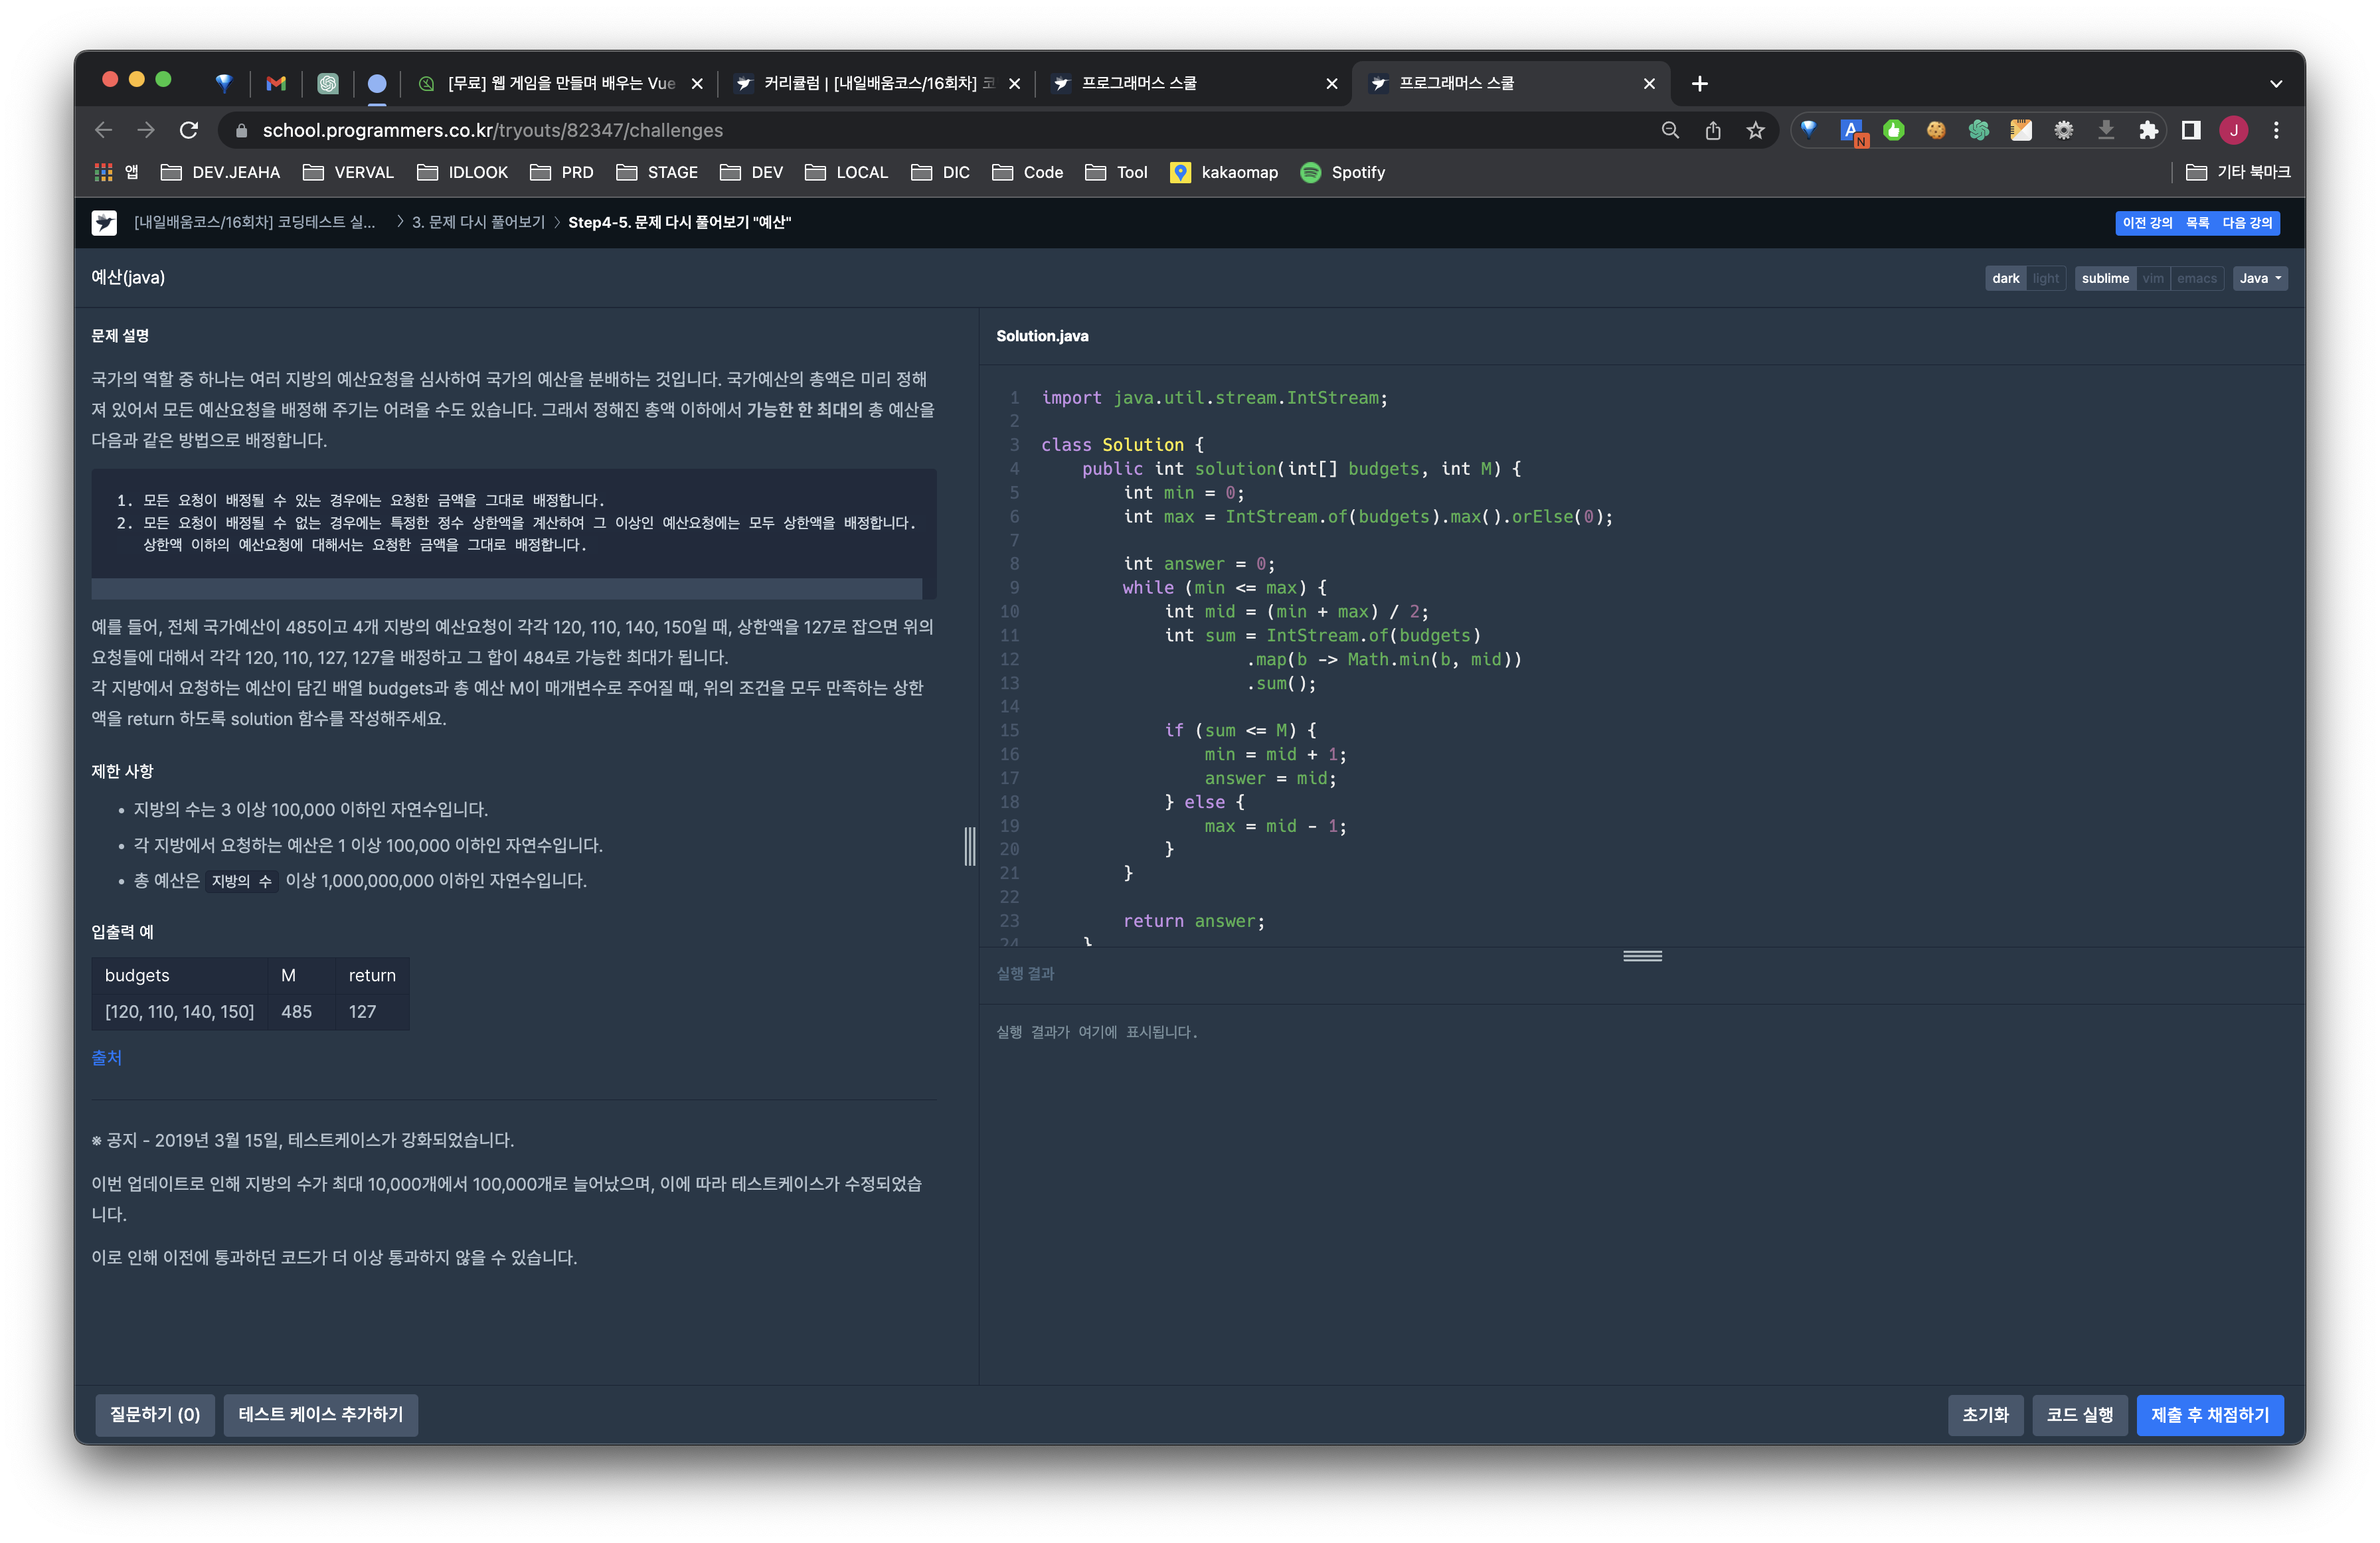 [무료] 웹 게임을 만들며 배우는 Vue
커리큘럼 | [내일배움코스/16회차] 코
프로그래머스 스쿨
프로그래머스 스쿨
school.programmers.co.kr/tryouts/82347/challenges
앱 DEV.JEAHA VERVAL IDLOOK PRD STAGE DEV LOCAL DIC Code Tool kakaomap Spotify 기타 북마크
[내일배움코스/16회차] 코딩테스트 실... > 3. 문제 다시 풀어보기 > Step4-5. 문제 다시 풀어보기 "예산"
이전 강의 목록 다음 강의
예산(java)
dark light sublime vim emacs Java
문제 설명
국가의 역할 중 하나는 여러 지방의 예산요청을 심사하여 국가의 예산을 분배하는 것입니다. 국가예산의 총액은 미리 정해
져 있어서 모든 예산요청을 배정해 주기는 어려울 수도 있습니다. 그래서 정해진 총액 이하에서 가능한 한 최대의 총 예산을
다음과 같은 방법으로 배정합니다.
1. 모든 요청이 배정될 수 있는 경우에는 요청한 금액을 그대로 배정합니다.
2. 모든 요청이 배정될 수 없는 경우에는 특정한 정수 상한액을 계산하여 그 이상인 예산요청에는 모두 상한액을 배정합니다.
상한액 이하의 예산요청에 대해서는 요청한 금액을 그대로 배정합니다.
예를 들어, 전체 국가예산이 485이고 4개 지방의 예산요청이 각각 120, 110, 140, 150일 때, 상한액을 127로 잡으면 위의
요청들에 대해서 각각 120, 110, 127, 127을 배정하고 그 합이 484로 가능한 최대가 됩니다.
각 지방에서 요청하는 예산이 담긴 배열 budgets과 총 예산 M이 매개변수로 주어질 때, 위의 조건을 모두 만족하는 상한
액을 return 하도록 solution 함수를 작성해주세요.
제한 사항
• 지방의 수는 3 이상 100,000 이하인 자연수입니다.
• 각 지방에서 요청하는 예산은 1 이상 100,000 이하인 자연수입니다.
• 총 예산은 지방의 수 이상 1,000,000,000 이하인 자연수입니다.
입출력 예
budgets M return
[120, 110, 140, 150] 485 127
출처
※ 공지 - 2019년 3월 15일, 테스트케이스가 강화되었습니다.
이번 업데이트로 인해 지방의 수가 최대 10,000개에서 100,000개로 늘어났으며, 이에 따라 테스트케이스가 수정되었습
니다.
이로 인해 이전에 통과하던 코드가 더 이상 통과하지 않을 수 있습니다.
Solution.java
1 import java.util.stream.IntStream;
2
3 class Solution {
4 public int solution(int[] budgets, int M) {
5 int min = 0;
6 int max = IntStream.of(budgets).max().orElse(0);
7
8 int answer = 0;
9 while (min <= max) {
10 int mid = (min + max) / 2;
11 int sum = IntStream.of(budgets)
12 .map(b -> Math.min(b, mid))
13 .sum();
14
15 if (sum <= M) {
16 min = mid + 1;
17 answer = mid;
18 } else {
19 max = mid - 1;
20 }
21 }
22
23 return answer;
24 }
실행 결과
실행 결과가 여기에 표시됩니다.
질문하기 (0) 테스트 케이스 추가하기
초기화 코드 실행 제출 후 채점하기